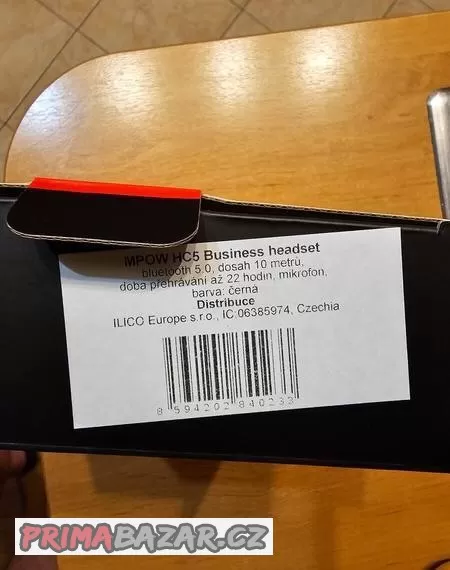 MPOW HC5 Business headset
bluetooth 5.0, dosah 10 metrů,
doba přehrávání až 22 hodin, mikrofon,
barva: černá
Distribuce
ILICO Europe s.r.o., IC:06385974, Czechia
8 594202 840233
PRIMABAZAR.CZ